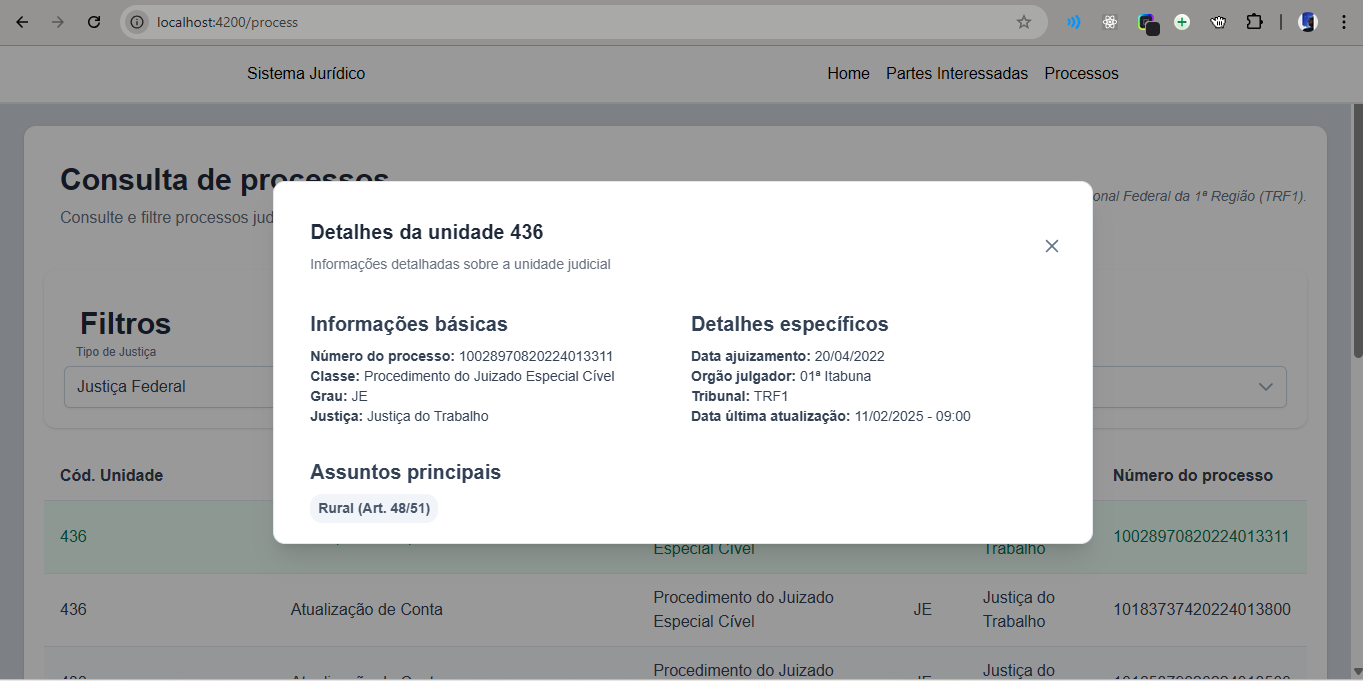 localhost:4200/process
Sistema Jurídico
Home Partes Interessadas Processos
Consulta de processos
Consulte e filtre processos jud
onal Federal da 1ª Região (TRF1).
Detalhes da unidade 436
Informações detalhadas sobre a unidade judicial
Informações básicas
Número do processo: 10028970820224013311
Classe: Procedimento do Juizado Especial Cível
Grau: JE
Justiça: Justiça do Trabalho
Detalhes específicos
Data ajuizamento: 20/04/2022
Orgão julgador: 01ª Itabuna
Tribunal: TRF1
Data última atualização: 11/02/2025 - 09:00
Assuntos principais
Rural (Art. 48/51)
Filtros
Tipo de Justiça
Justiça Federal
Cód. Unidade
Número do processo
436
Especial Cível
Trabalho
10028970820224013311
436
Atualização de Conta
Procedimento do Juizado
Especial Cível
JE
Justiça do
Trabalho
10183737420224013800
Procedimento do Juizado
Justiça do